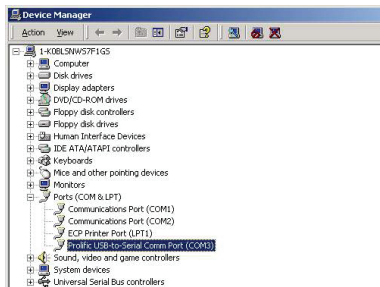 Device Manager
Action View
1-K0BLSNWS7F1GS
Computer
Disk drives
Display adapters
DVD/CD-ROM drives
Floppy disk controllers
Floppy disk drives
Human Interface Devices
IDE ATA/ATAPI controllers
Keyboards
Mice and other pointing devices
Monitors
Ports (COM & LPT)
Communications Port (COM1)
Communications Port (COM2)
ECP Printer Port (LPT1)
Prolific USB-to-Serial Comm Port (COM3)
Sound, video and game controllers
System devices
Universal Serial Bus controllers